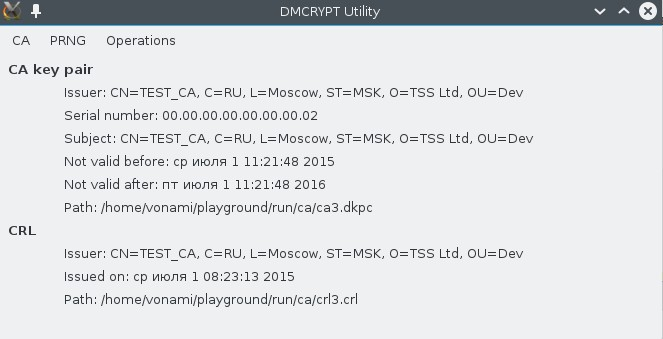 DMCRYPT Utility
CA PRNG Operations
CA key pair
Issuer: CN=TEST_CA, C=RU, L=Moscow, ST=MSK, O=TSS Ltd, OU=Dev
Serial number: 00.00.00.00.00.00.00.02
Subject: CN=TEST_CA, C=RU, L=Moscow, ST=MSK, O=TSS Ltd, OU=Dev
Not valid before: ср июля 1 11:21:48 2015
Not valid after: пт июля 1 11:21:48 2016
Path: /home/vonami/playground/run/ca/ca3.dkpc
CRL
Issuer: CN=TEST_CA, C=RU, L=Moscow, ST=MSK, O=TSS Ltd, OU=Dev
Issued on: ср июля 1 08:23:13 2015
Path: /home/vonami/playground/run/ca/crl3.crl